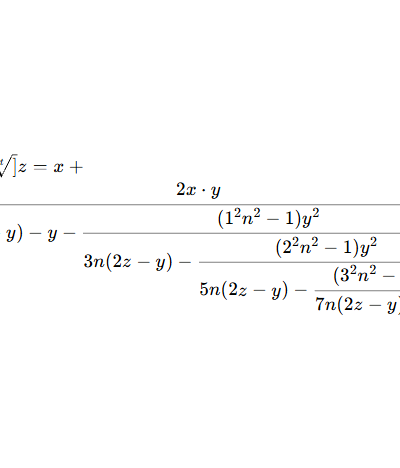 √]z = x +
2x · y
y) − y −
(1²n² − 1)y²
3n(2z − y) −
(2²n² − 1)y²
5n(2z − y) −
(3²n² −
7n(2z − y)